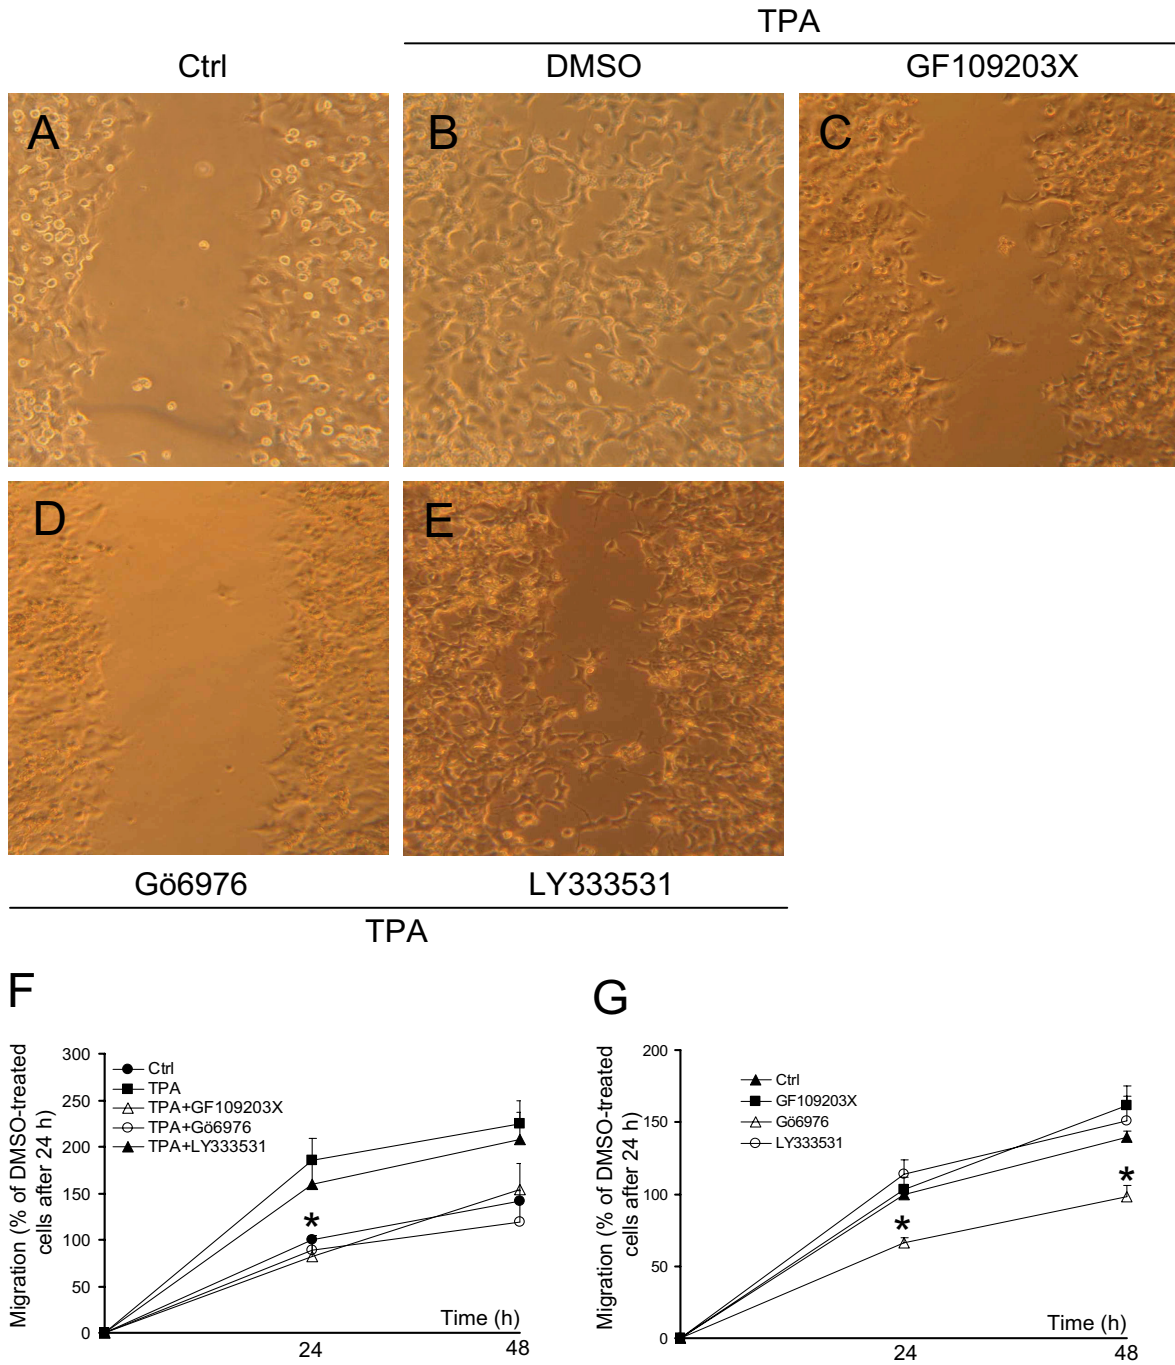 TPA
Ctrl
DMSO
GF109203X
A
B
C
D
E
Gö6976
LY333531
TPA
F
G
Migration (% of DMSO-treated
cells after 24 h)
300
250
200
150
100
50
0
Ctrl
TPA
TPA+GF109203X
TPA+Gö6976
TPA+LY333531
*
Time (h)
24
48
Migration (% of DMSO-treated
cells after 24 h)
200
150
100
50
0
Ctrl
GF109203X
Gö6976
LY333531
*
*
Time (h)
24
48